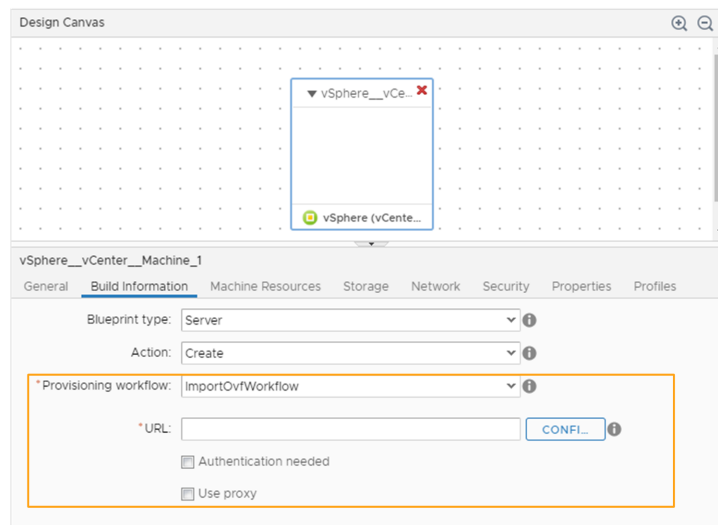 Design Canvas
vSphere__vCe...
vSphere (vCente...
vSphere__vCenter__Machine_1
General Build Information Machine Resources Storage Network Security Properties Profiles
Blueprint type: Server
Action: Create
*Provisioning workflow: ImportOvfWorkflow
*URL: CONFI...
Authentication needed
Use proxy